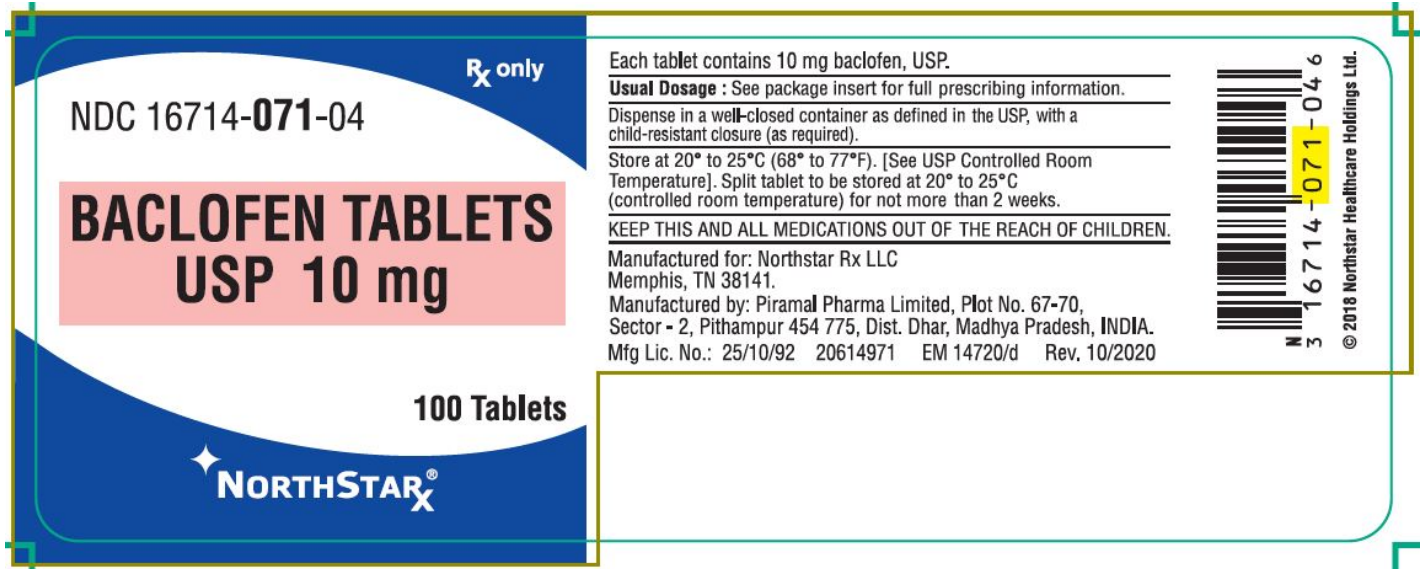 Rx only
NDC 16714-071-04
BACLOFEN TABLETS
USP 10 mg
100 Tablets
NORTHSTARX®
Each tablet contains 10 mg baclofen, USP.
Usual Dosage : See package insert for full prescribing information.
Dispense in a well-closed container as defined in the USP, with a
child-resistant closure (as required).
Store at 20° to 25°C (68° to 77°F). [See USP Controlled Room
Temperature]. Split tablet to be stored at 20° to 25°C
(controlled room temperature) for not more than 2 weeks.
KEEP THIS AND ALL MEDICATIONS OUT OF THE REACH OF CHILDREN.
Manufactured for: Northstar Rx LLC
Memphis, TN 38141.
Manufactured by: Piramal Pharma Limited, Plot No. 67-70,
Sector - 2, Pithampur 454 775, Dist. Dhar, Madhya Pradesh, INDIA.
Mfg Lic. No.: 25/10/92 20614971 EM 14720/d Rev. 10/2020
N
3 16714-071-04 6
© 2018 Northstar Healthcare Holdings Ltd.